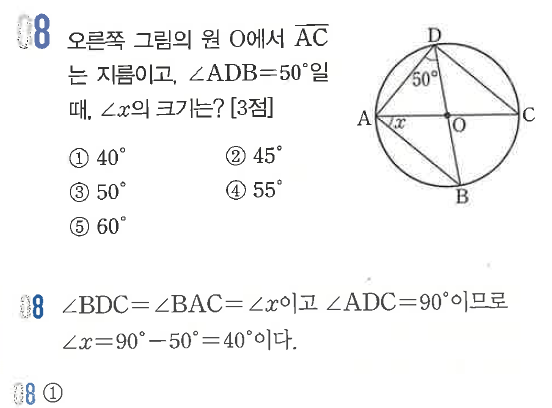 08 오른쪽 그림의 원 O에서 AC
는 지름이고, ∠ADB=50°일
때, ∠x의 크기는? [3점]
① 40° ② 45°
③ 50° ④ 55°
⑤ 60°
D
50°
A
x
O
C
B
08 ∠BDC=∠BAC=∠x이고 ∠ADC=90°이므로
∠x=90°-50°=40°이다.
08 ①